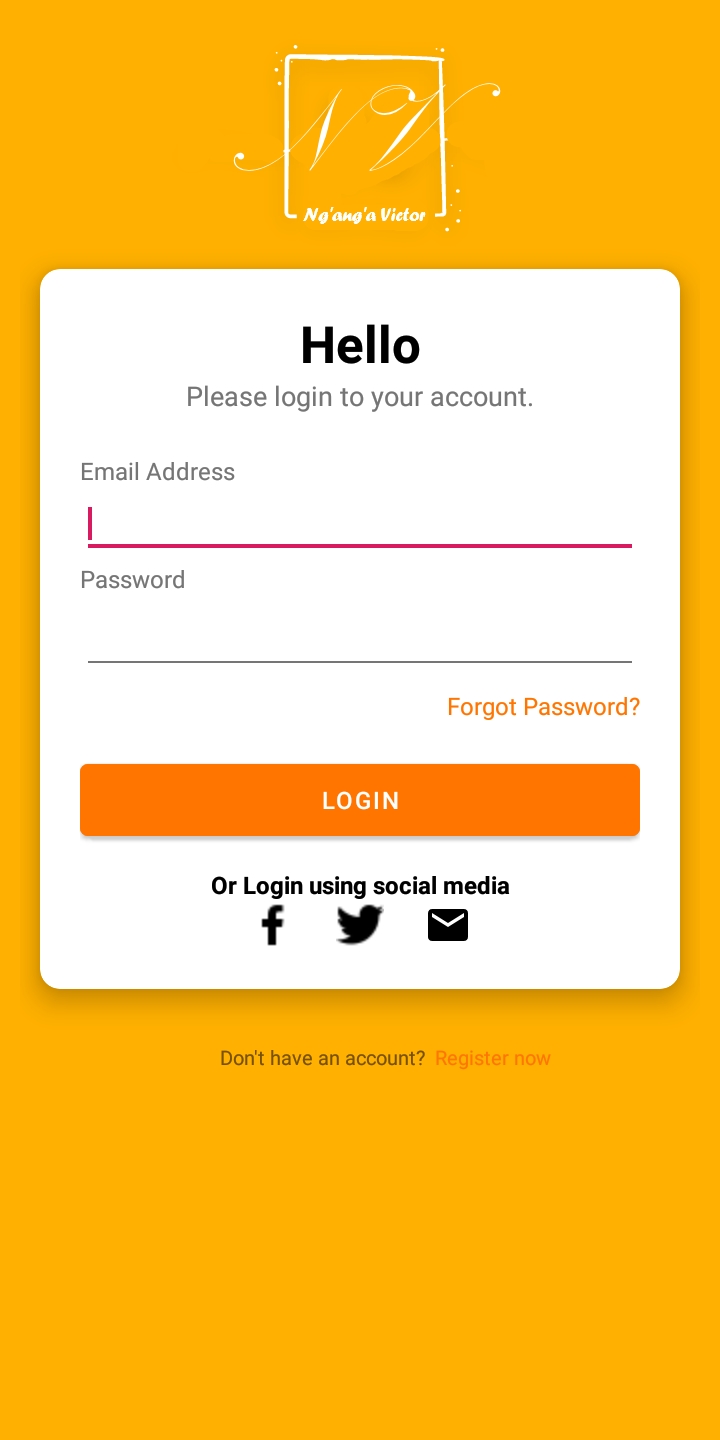 NV
Ng'ang'a Victor
Hello
Please login to your account.
Email Address
Password
Forgot Password?
LOGIN
Or Login using social media
Don't have an account? Register now